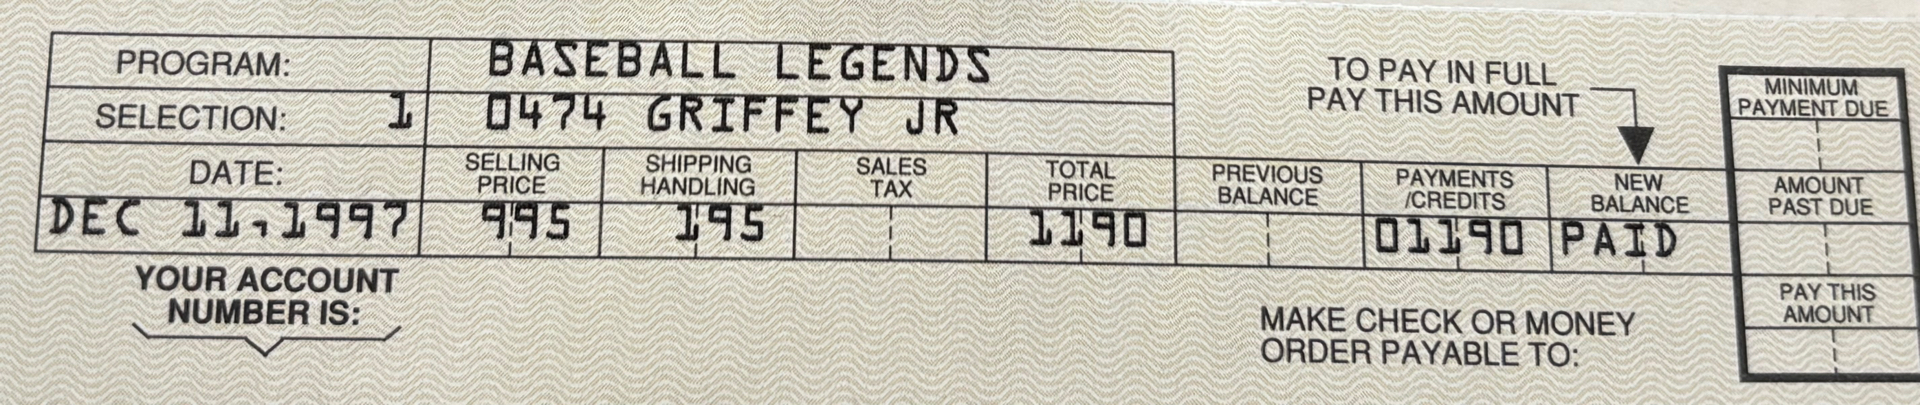 PROGRAM: BASEBALL LEGENDS
SELECTION: 1 0474 GRIFFEY JR
TO PAY IN FULL
PAY THIS AMOUNT
MINIMUM
PAYMENT DUE
DATE:
SELLING
PRICE
SHIPPING
HANDLING
SALES
TAX
TOTAL
PRICE
PREVIOUS
BALANCE
PAYMENTS
/CREDITS
NEW
BALANCE
AMOUNT
PAST DUE
DEC 11,1997 995 195 1190 01190 PAID
YOUR ACCOUNT
NUMBER IS:
MAKE CHECK OR MONEY
ORDER PAYABLE TO:
PAY THIS
AMOUNT